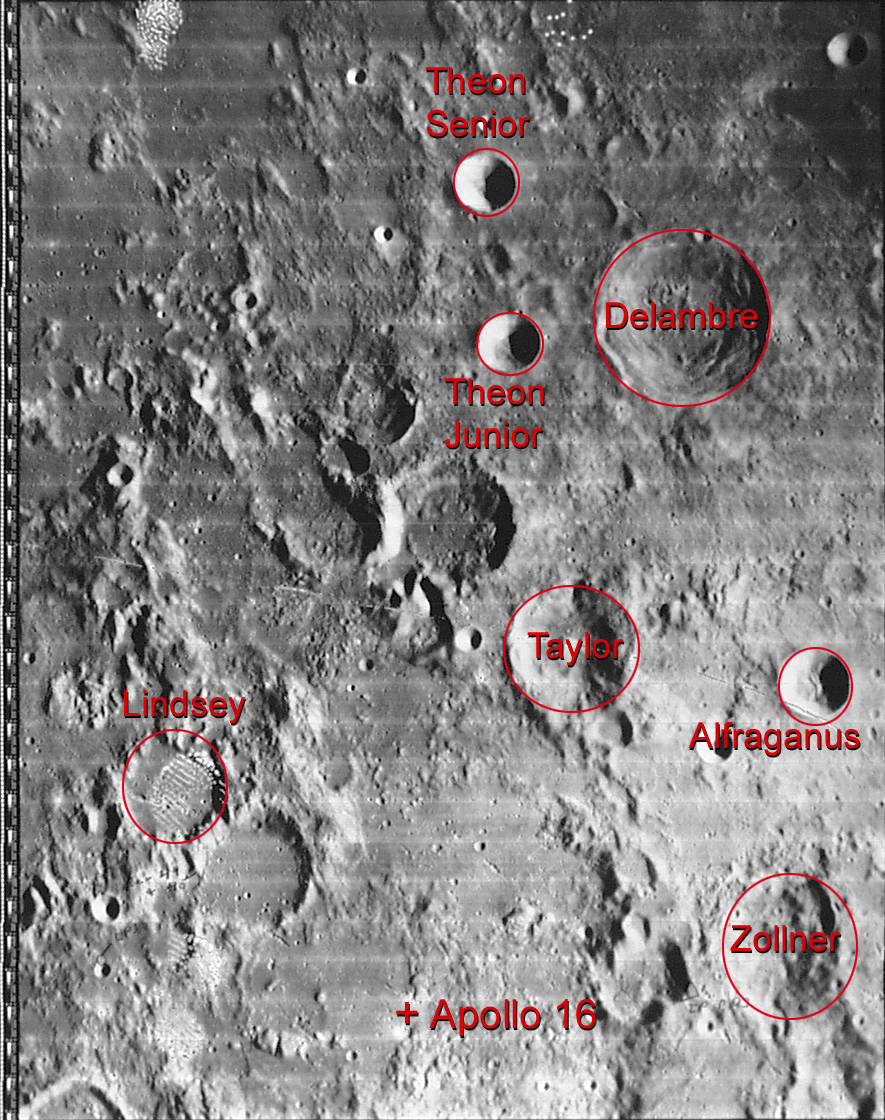 Theon
Senior
Delambre
Theon
Junior
Taylor
Lindsey
Alfraganus
Zollner
+ Apollo 16